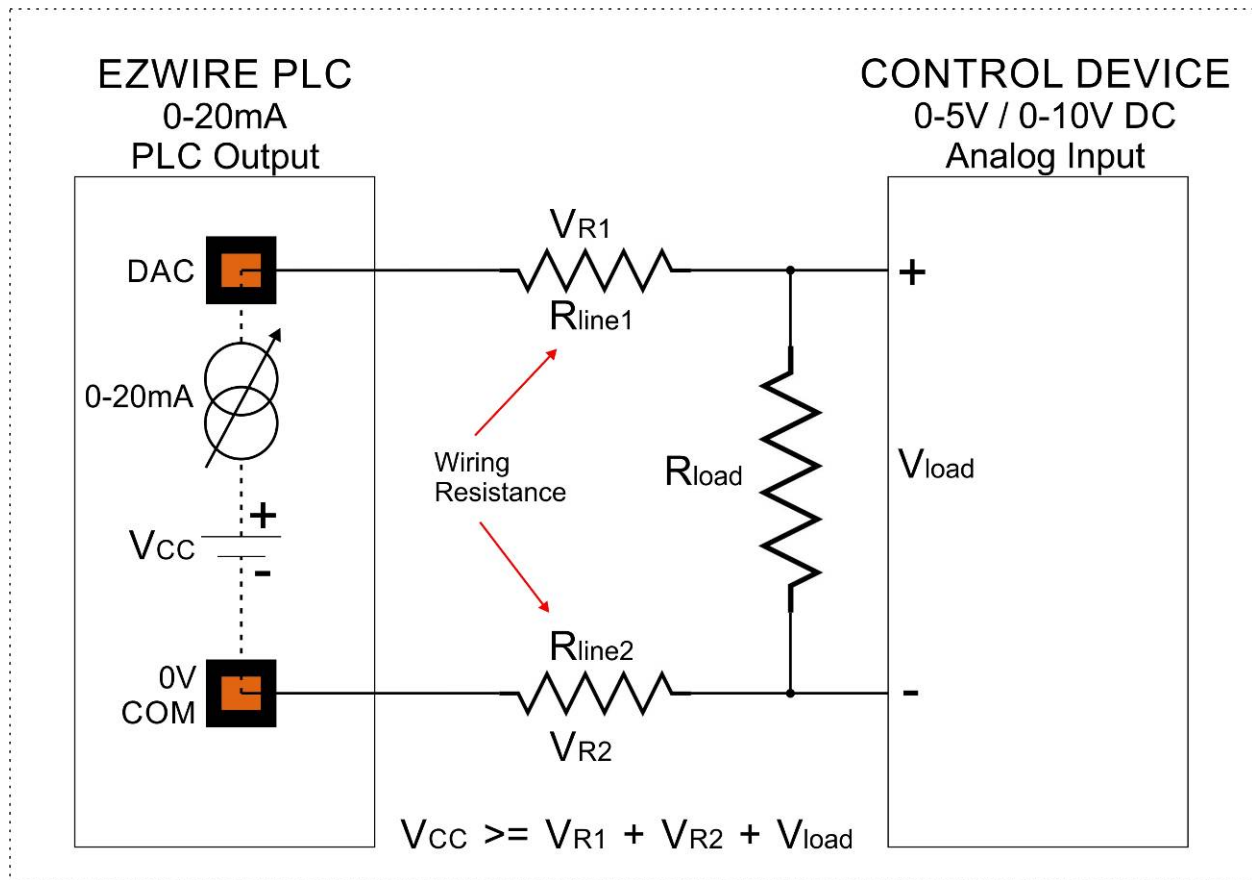 EZWIRE PLC
0-20mA
PLC Output
CONTROL DEVICE
0-5V / 0-10V DC
Analog Input
DAC
VR1
Rline1
+
0-20mA
Wiring
Resistance
Rload
Vload
+
VCC
-
0V
COM
Rline2
VR2
-
VCC >= VR1 + VR2 + Vload